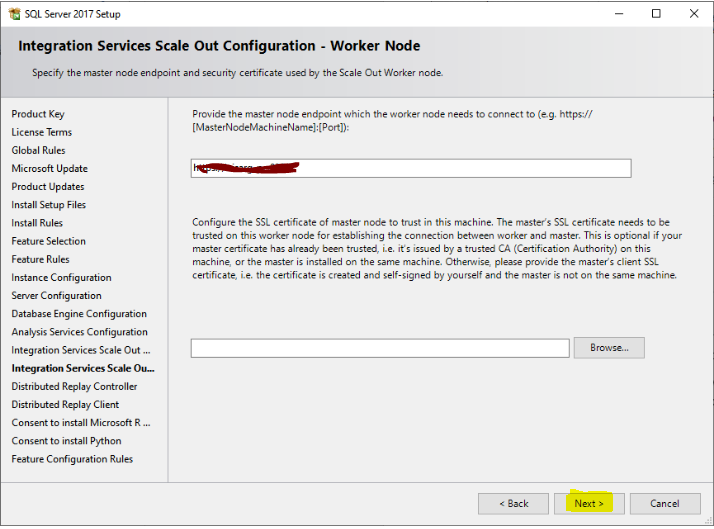 SQL Server 2017 Setup
Integration Services Scale Out Configuration - Worker Node
Specify the master node endpoint and security certificate used by the Scale Out Worker node.
Product Key
License Terms
Global Rules
Microsoft Update
Product Updates
Install Setup Files
Install Rules
Feature Selection
Feature Rules
Instance Configuration
Server Configuration
Database Engine Configuration
Analysis Services Configuration
Integration Services Scale Out ...
Integration Services Scale Ou...
Distributed Replay Controller
Distributed Replay Client
Consent to install Microsoft R ...
Consent to install Python
Feature Configuration Rules
Provide the master node endpoint which the worker node needs to connect to (e.g. https://
[MasterNodeMachineName]:[Port]):
Configure the SSL certificate of master node to trust in this machine. The master's SSL certificate needs to be
trusted on this worker node for establishing the connection between worker and master. This is optional if your
master certificate has already been trusted, i.e. it's issued by a trusted CA (Certification Authority) on this
machine, or the master is installed on the same machine. Otherwise, please provide the master's client SSL
certificate, i.e. the certificate is created and self-signed by yourself and the master is not on the same machine.
Browse...
< Back
Next >
Cancel